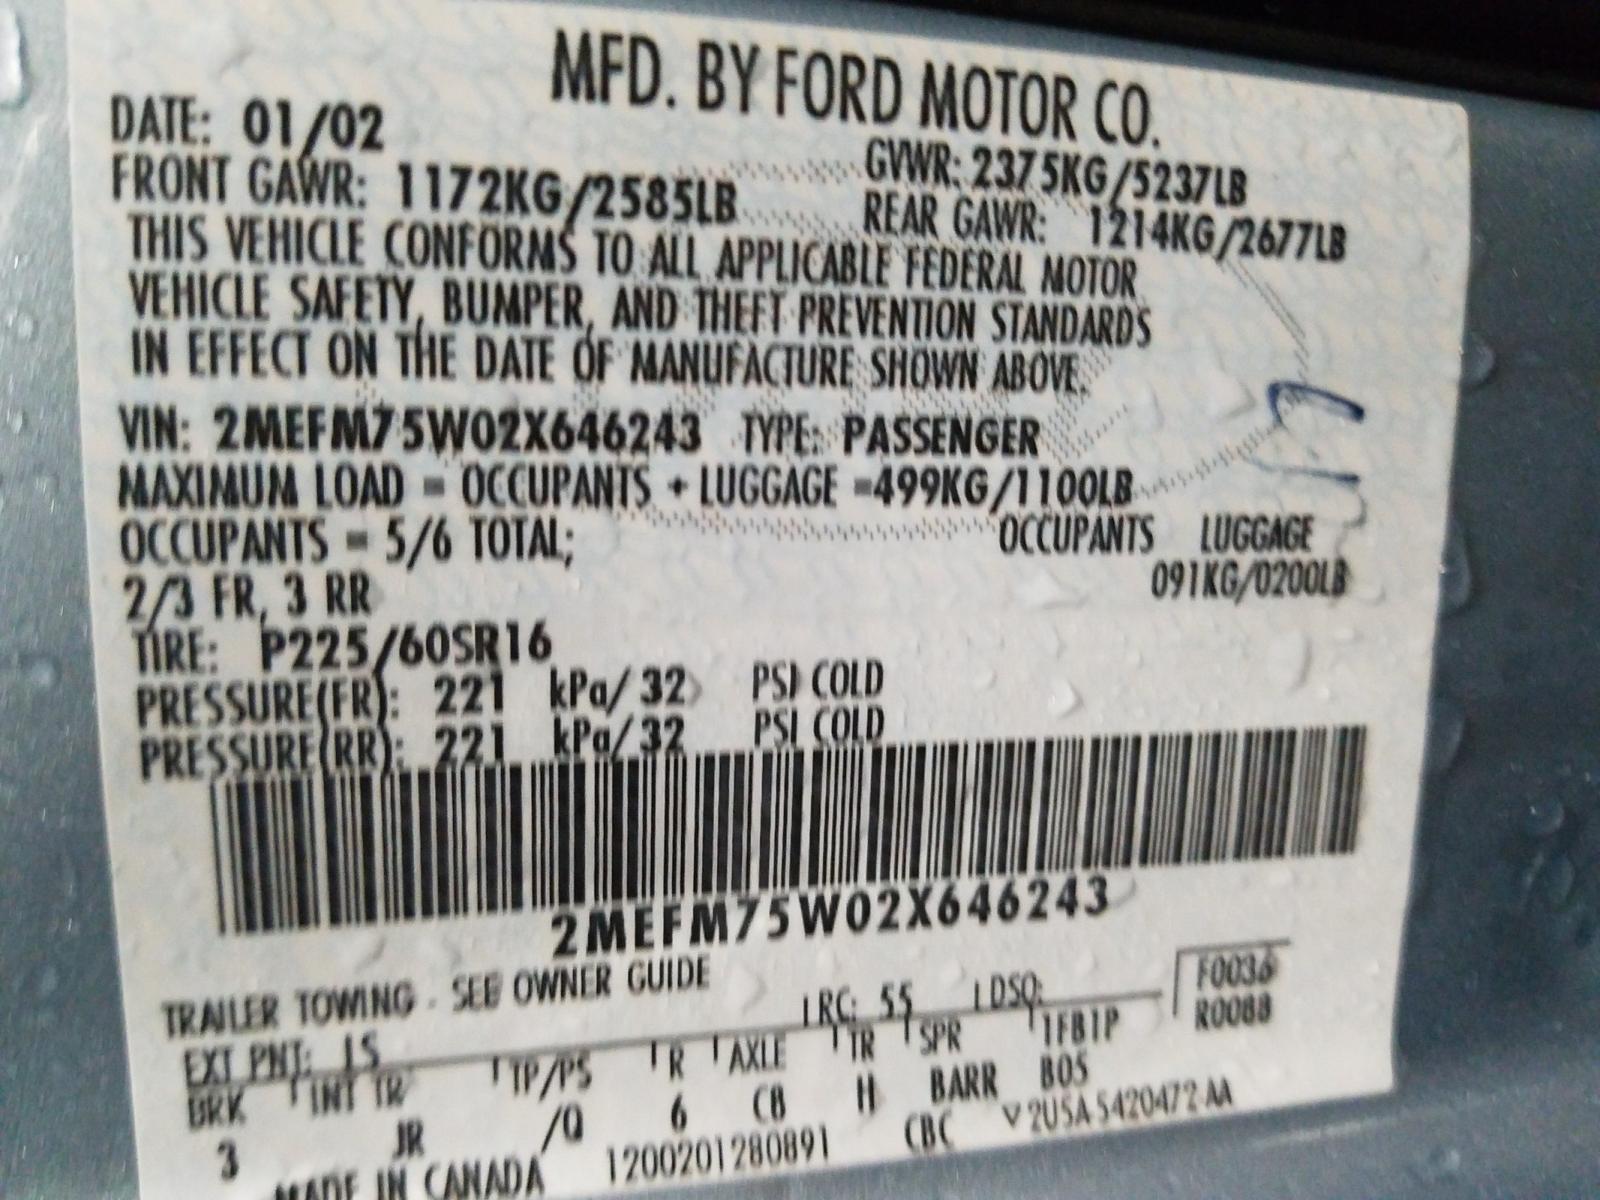 MFD. BY FORD MOTOR CO.
DATE: 01/02
GVWR: 2375KG/5237LB
FRONT GAWR: 1172KG/2585LB
REAR GAWR: 1214KG/2677LB
THIS VEHICLE CONFORMS TO ALL APPLICABLE FEDERAL MOTOR
VEHICLE SAFETY, BUMPER, AND THEFT PREVENTION STANDARDS
IN EFFECT ON THE DATE OF MANUFACTURE SHOWN ABOVE.
VIN: 2MEFM75W02X646243 TYPE: PASSENGER
MAXIMUM LOAD = OCCUPANTS + LUGGAGE =499KG/1100LB
OCCUPANTS = 5/6 TOTAL; OCCUPANTS LUGGAGE
2/3 FR, 3 RR 091KG/0200LB
TIRE: P225/60SR16
PRESSURE(FR): 221 kPa/ 32 PSI COLD
PRESSURE(RR): 221 kPa/ 32 PSI COLD
2MEFM75W02X646243
TRAILER TOWING - SEE OWNER GUIDE
EXT PNT: JS RC: 55 DSO: F0036
R0088
BRK INT TR TP/PS R AXLE TR SPR 1FB1P
3 JR /Q 6 CB H BARR B05
MADE IN CANADA 1200201280891 CBC ▽2U5A-5420472-AA